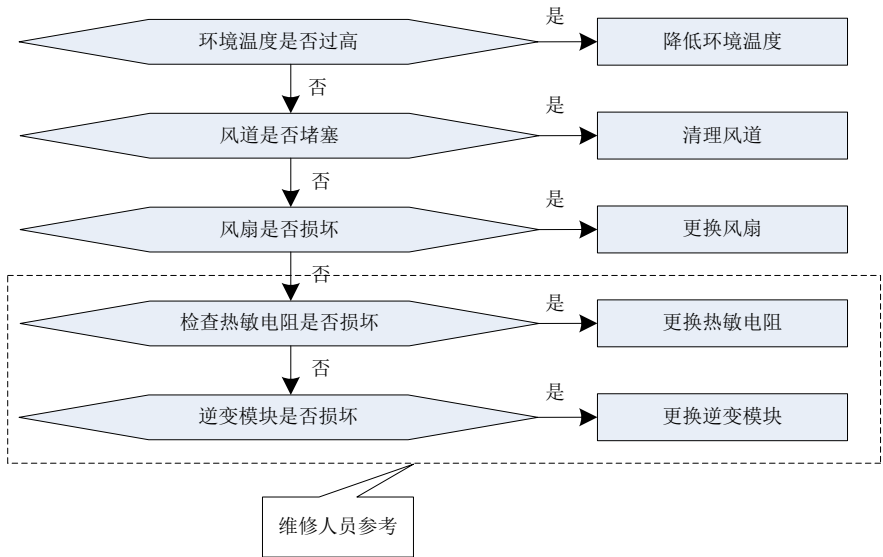 是
环境温度是否过高
降低环境温度
否
是
风道是否堵塞
清理风道
否
是
风扇是否损坏
更换风扇
否
是
检查热敏电阻是否损坏
更换热敏电阻
否
是
逆变模块是否损坏
更换逆变模块
维修人员参考